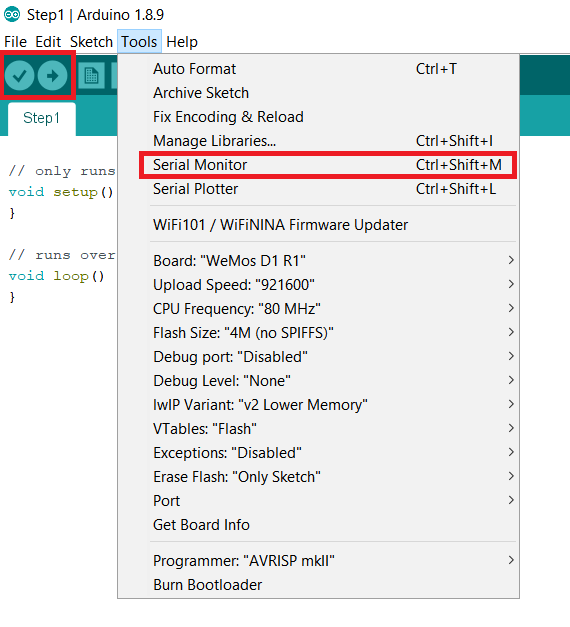 Step1 | Arduino 1.8.9
File Edit Sketch Tools Help
Step1
// only runs
void setup()
}
// runs over
void loop()
}
Auto Format Ctrl+T
Archive Sketch
Fix Encoding & Reload
Manage Libraries... Ctrl+Shift+I
Serial Monitor Ctrl+Shift+M
Serial Plotter Ctrl+Shift+L
WiFi101 / WiFiNINA Firmware Updater
Board: "WeMos D1 R1"
Upload Speed: "921600"
CPU Frequency: "80 MHz"
Flash Size: "4M (no SPIFFS)"
Debug port: "Disabled"
Debug Level: "None"
IwIP Variant: "v2 Lower Memory"
VTables: "Flash"
Exceptions: "Disabled"
Erase Flash: "Only Sketch"
Port
Get Board Info
Programmer: "AVRISP mkII"
Burn Bootloader